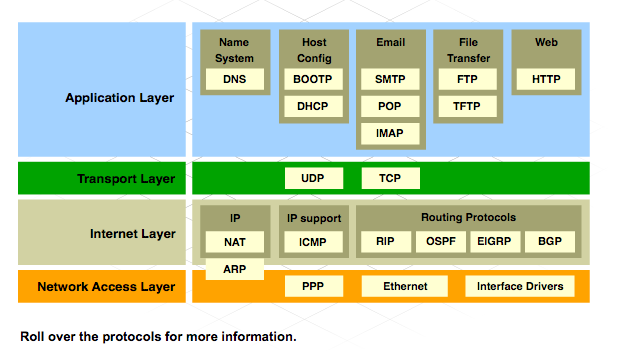 Application Layer
Name System
DNS
Host Config
BOOTP
DHCP
Email
SMTP
POP
IMAP
File Transfer
FTP
TFTP
Web
HTTP
Transport Layer
UDP
TCP
Internet Layer
IP
NAT
ARP
IP support
ICMP
Routing Protocols
RIP
OSPF
EIGRP
BGP
Network Access Layer
PPP
Ethernet
Interface Drivers
Roll over the protocols for more information.